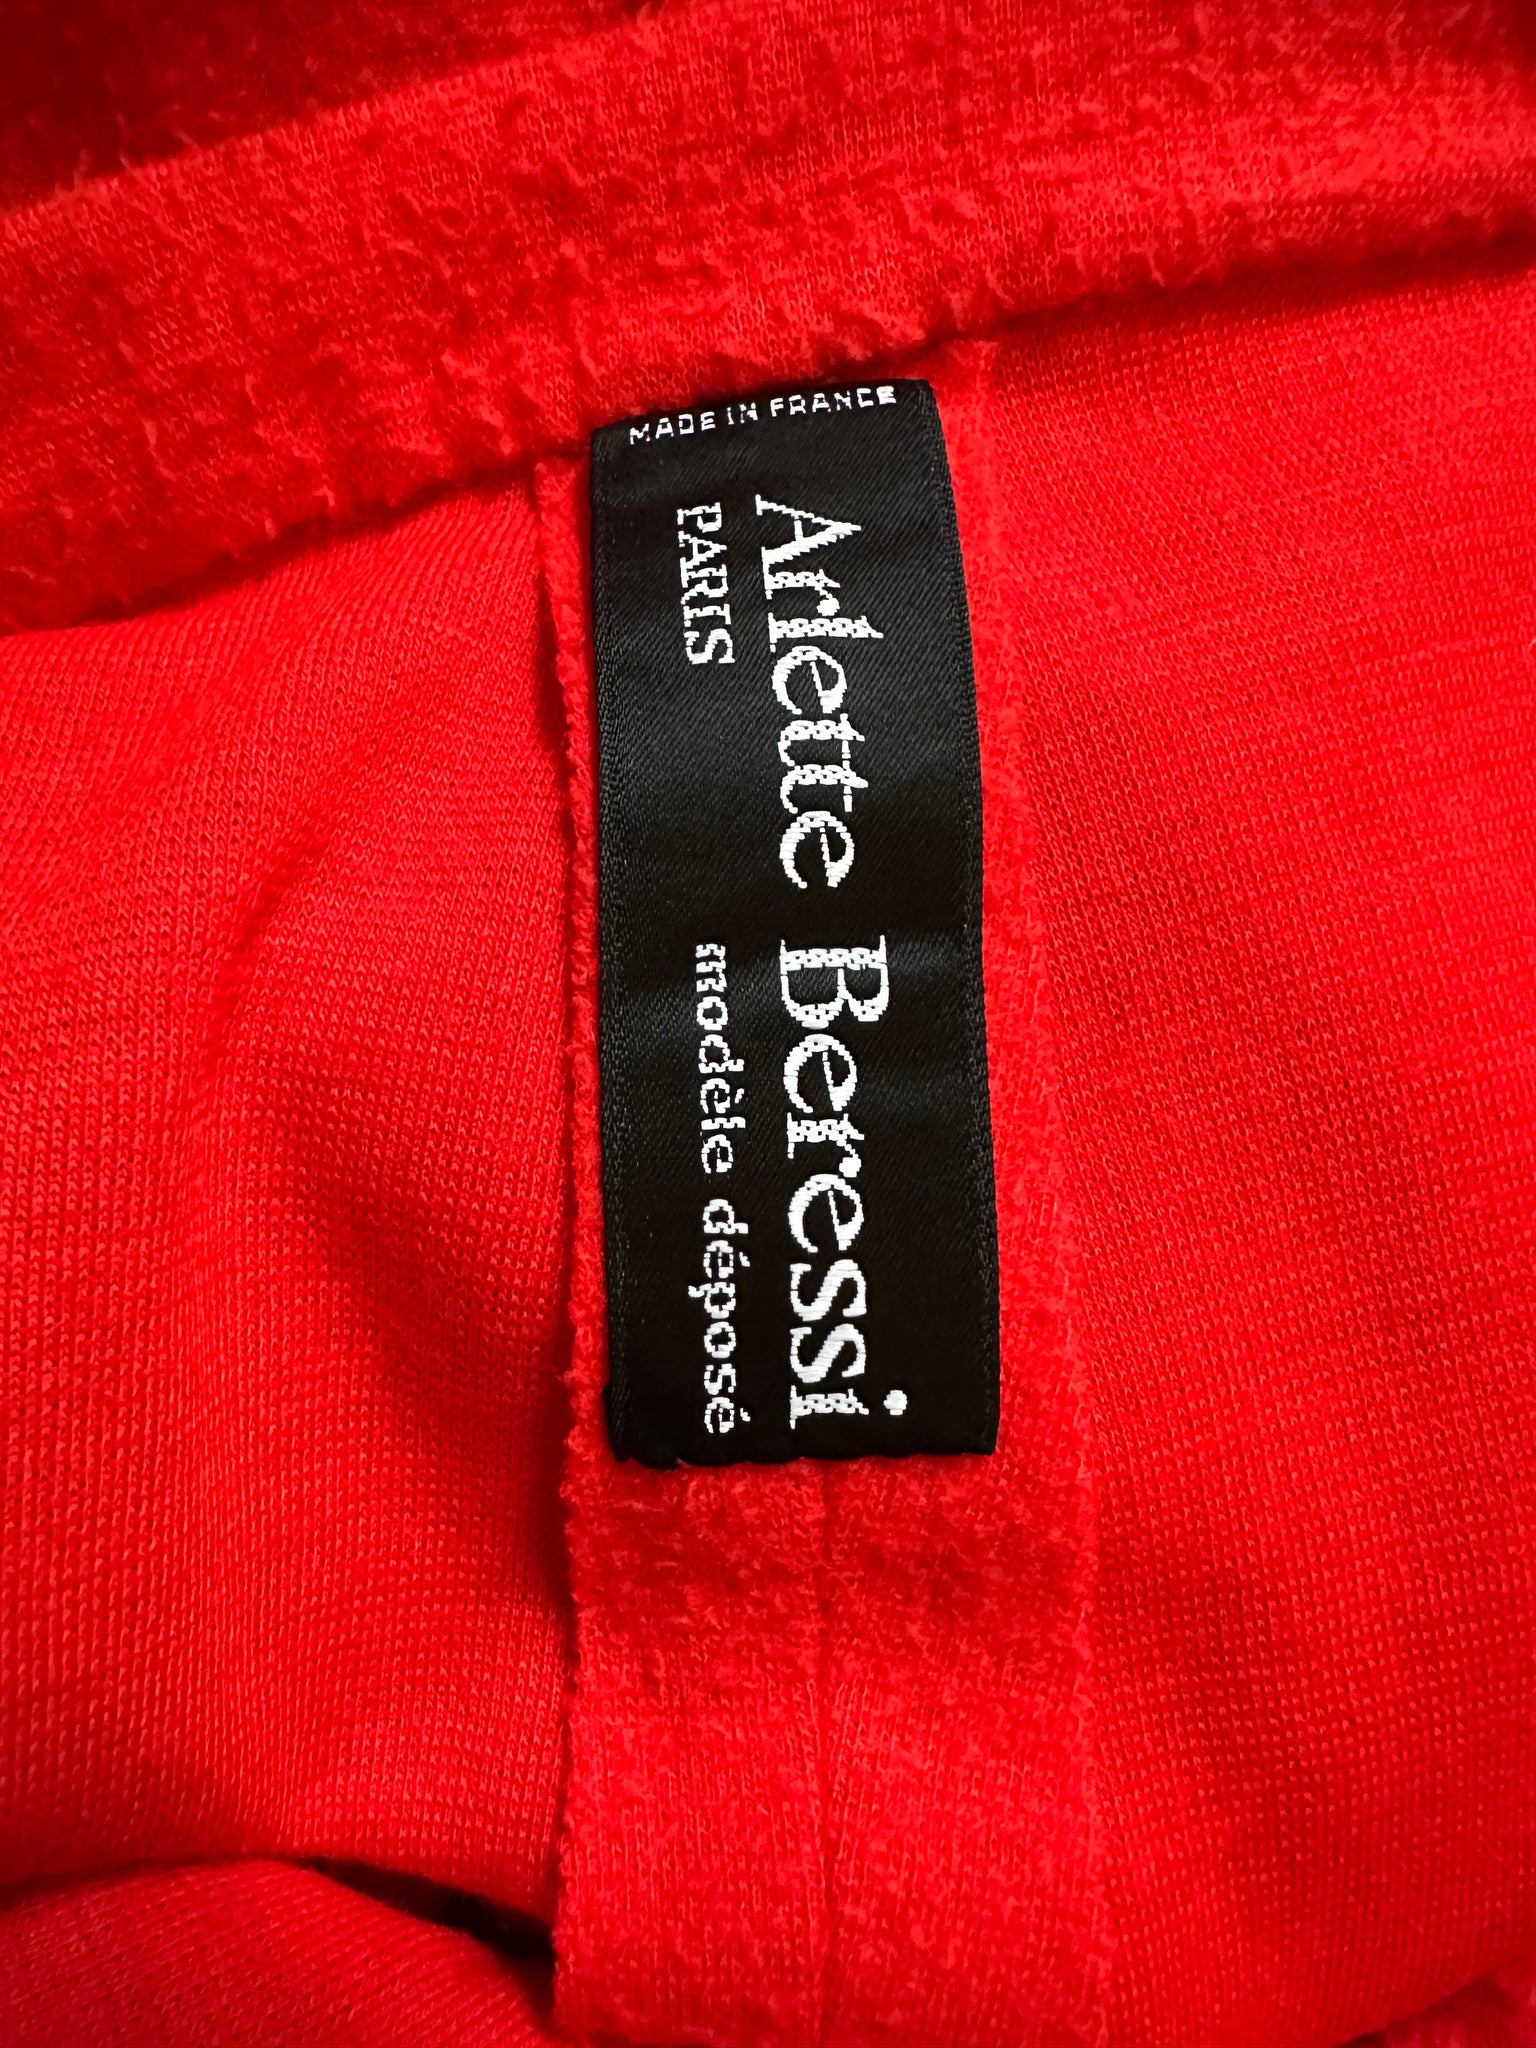 MADE IN FRANCE
Arlette Beressi
PARIS modèle déposé